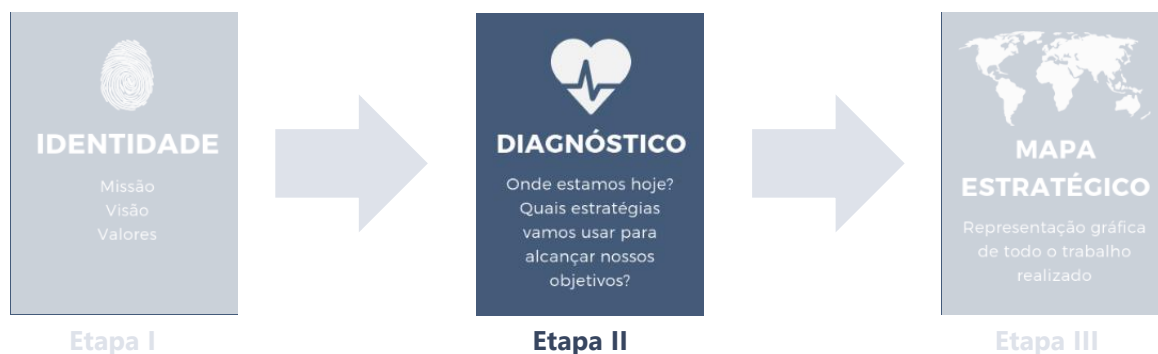 IDENTIDADE
Missão
Visão
Valores
Etapa I
DIAGNÓSTICO
Onde estamos hoje?
Quais estratégias
vamos usar para
alcançar nossos
objetivos?
Etapa II
MAPA
ESTRATÉGICO
Representação gráfica
de todo o trabalho
realizado
Etapa III